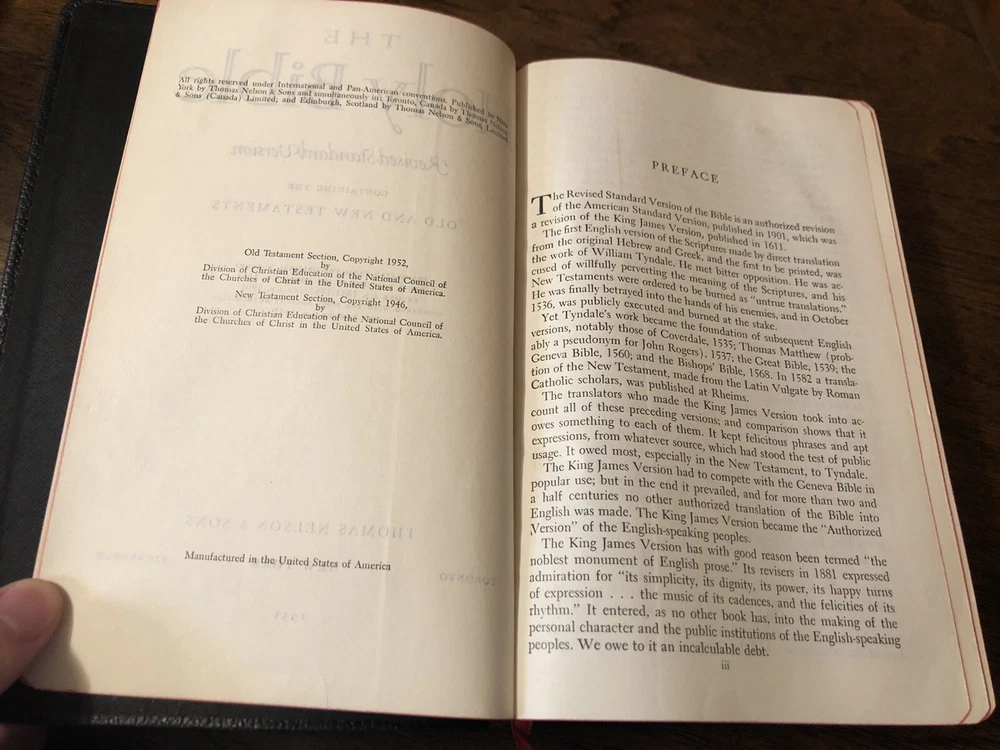 All rights reserved under International and Pan-American conventions. Published in New
York by Thomas Nelson & Sons and simultaneously in Toronto, Canada by Thomas Nelson
& Sons (Canada) Limited; and Edinburgh, Scotland by Thomas Nelson & Sons, Limited
Old Testament Section, Copyright 1952,
by
Division of Christian Education of the National Council of
the Churches of Christ in the United States of America.
New Testament Section, Copyright 1946,
by
Division of Christian Education of the National Council of
the Churches of Christ in the United States of America.
Manufactured in the United States of America
PREFACE
The Revised Standard Version of the Bible is an authorized revision
of the American Standard Version, published in 1901, which was
a revision of the King James Version, published in 1611.
The first English version of the Scriptures made by direct translation
from the original Hebrew and Greek, and the first to be printed, was
the work of William Tyndale. He met bitter opposition. He was ac-
cused of willfully perverting the meaning of the Scriptures, and his
New Testaments were ordered to be burned as "untrue translations."
He was finally betrayed into the hands of his enemies, and in October
1536, was publicly executed and burned at the stake.
Yet Tyndale's work became the foundation of subsequent English
versions, notably those of Coverdale, 1535; Thomas Matthew (prob-
ably a pseudonym for John Rogers), 1537; the Great Bible, 1539; the
Geneva Bible, 1560; and the Bishops' Bible, 1568. In 1582 a transla-
tion of the New Testament, made from the Latin Vulgate by Roman
Catholic scholars, was published at Rheims.
The translators who made the King James Version took into ac-
count all of these preceding versions; and comparison shows that it
owes something to each of them. It kept felicitous phrases and apt
expressions, from whatever source, which had stood the test of public
usage. It owed most, especially in the New Testament, to Tyndale.
The King James Version had to compete with the Geneva Bible in
popular use; but in the end it prevailed, and for more than two and
a half centuries no other authorized translation of the Bible into
English was made. The King James Version became the "Authorized
Version" of the English-speaking peoples.
The King James Version has with good reason been termed "the
noblest monument of English prose." Its revisers in 1881 expressed
admiration for "its simplicity, its dignity, its power, its happy turns
of expression . . . the music of its cadences, and the felicities of its
rhythm." It entered, as no other book has, into the making of the
personal character and the public institutions of the English-speaking
peoples. We owe to it an incalculable debt.
iii